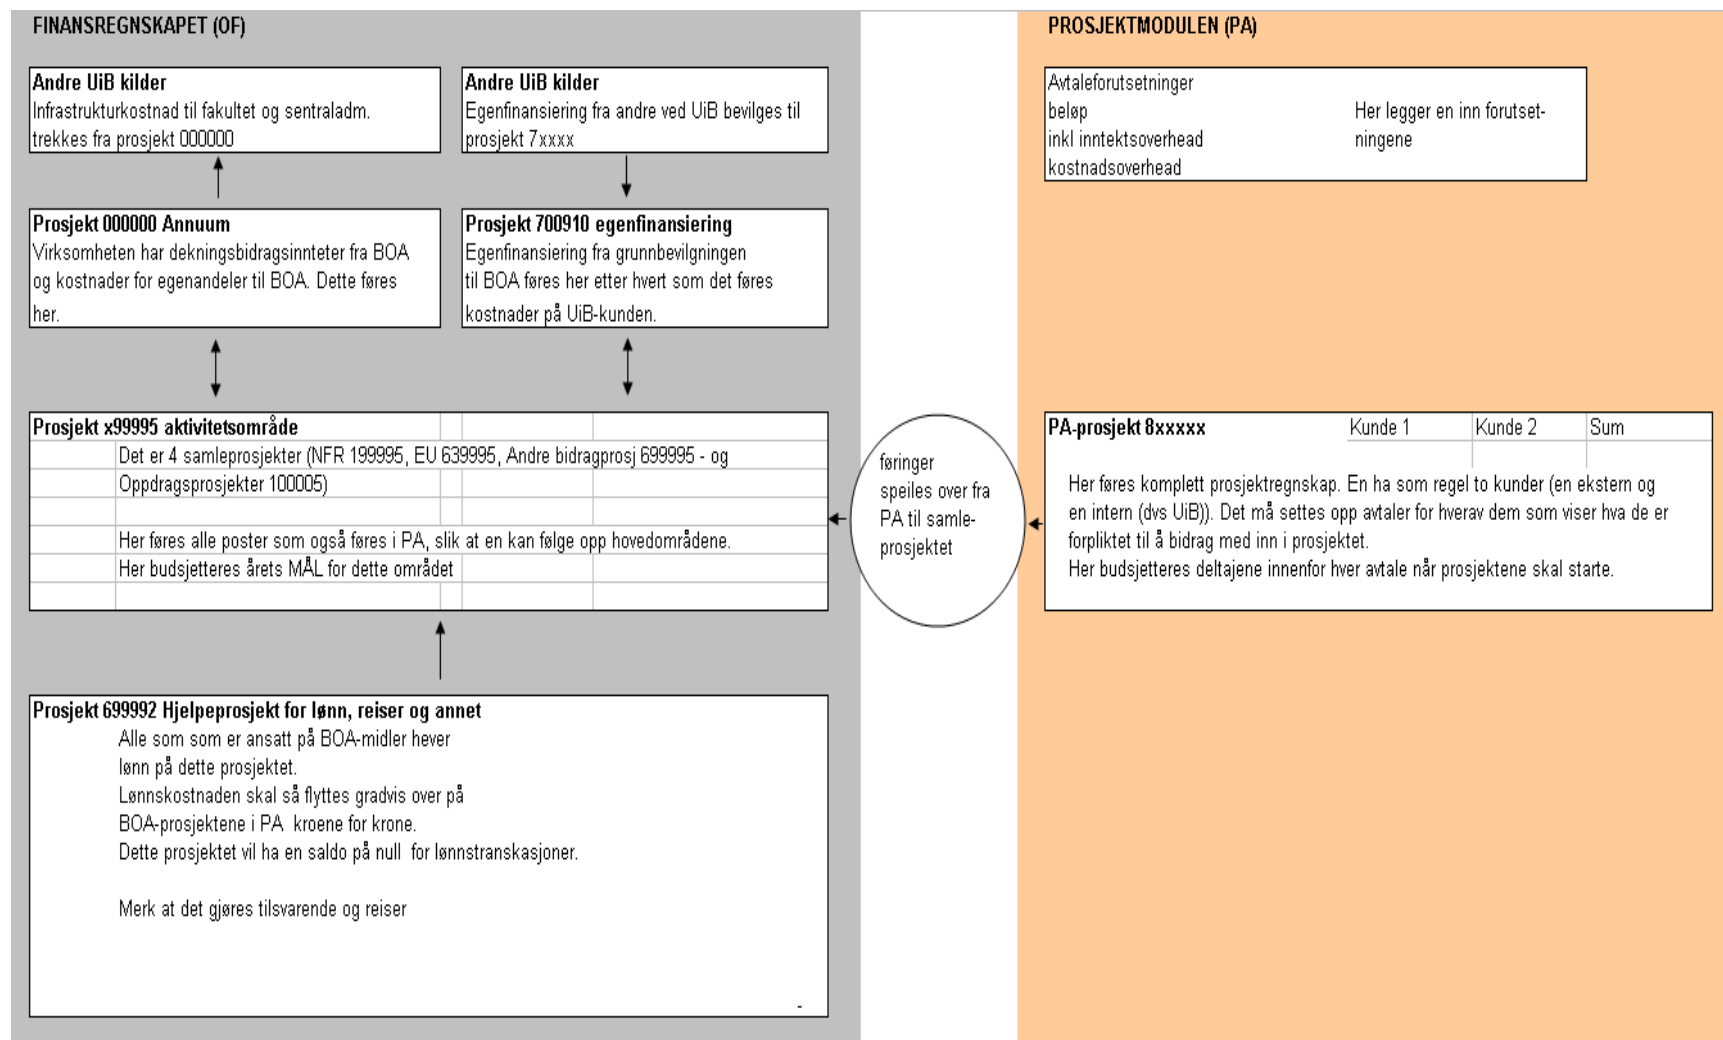 FINANSREGNSKAPET (OF)
Andre UiB kilder
Infrastrukturkostnad til fakultet og sentraladm.
trekkes fra prosjekt 000000
Andre UiB kilder
Egenfinansiering fra andre ved UiB bevilges til
prosjekt 7xxxx
Prosjekt 000000 Annuum
Virksomheten har dekningsbidragsinnteter fra BOA
og kostnader for egenandeler til BOA. Dette føres
her.
Prosjekt 700910 egenfinansiering
Egenfinansiering fra grunnbevilgningen
til BOA føres her etter hvert som det føres
kostnader på UiB-kunden.
Prosjekt x99995 aktivitetsområde
Det er 4 samleprosjekter (NFR 199995, EU 639995, Andre bidragprosj 699995 - og
Oppdragsprosjekter 100005)
Her føres alle poster som også føres i PA, slik at en kan følge opp hovedområdene.
Her budsjetteres årets MÅL for dette området
Prosjekt 699992 Hjelpeprosjekt for lønn, reiser og annet
Alle som som er ansatt på BOA-midler hever
lønn på dette prosjektet.
Lønnskostnaden skal så flyttes gradvis over på
BOA-prosjektene i PA kroene for krone.
Dette prosjektet vil ha en saldo på null for lønnstranskasjoner.
Merk at det gjøres tilsvarende og reiser
-
føringer
speiles over fra
PA til samle-
prosjektet
PROSJEKTMODULEN (PA)
Avtaleforutsetninger
beløp Her legger en inn forutset-
inkl inntektsoverhead ningene
kostnadsoverhead
PA-prosjekt 8xxxxx Kunde 1 Kunde 2 Sum
Her føres komplett prosjektregnskap. En ha som regel to kunder (en ekstern og
en intern (dvs UiB)). Det må settes opp avtaler for hverav dem som viser hva de er
forpliktet til å bidrag med inn i prosjektet.
Her budsjetteres deltajene innenfor hver avtale når prosjektene skal starte.